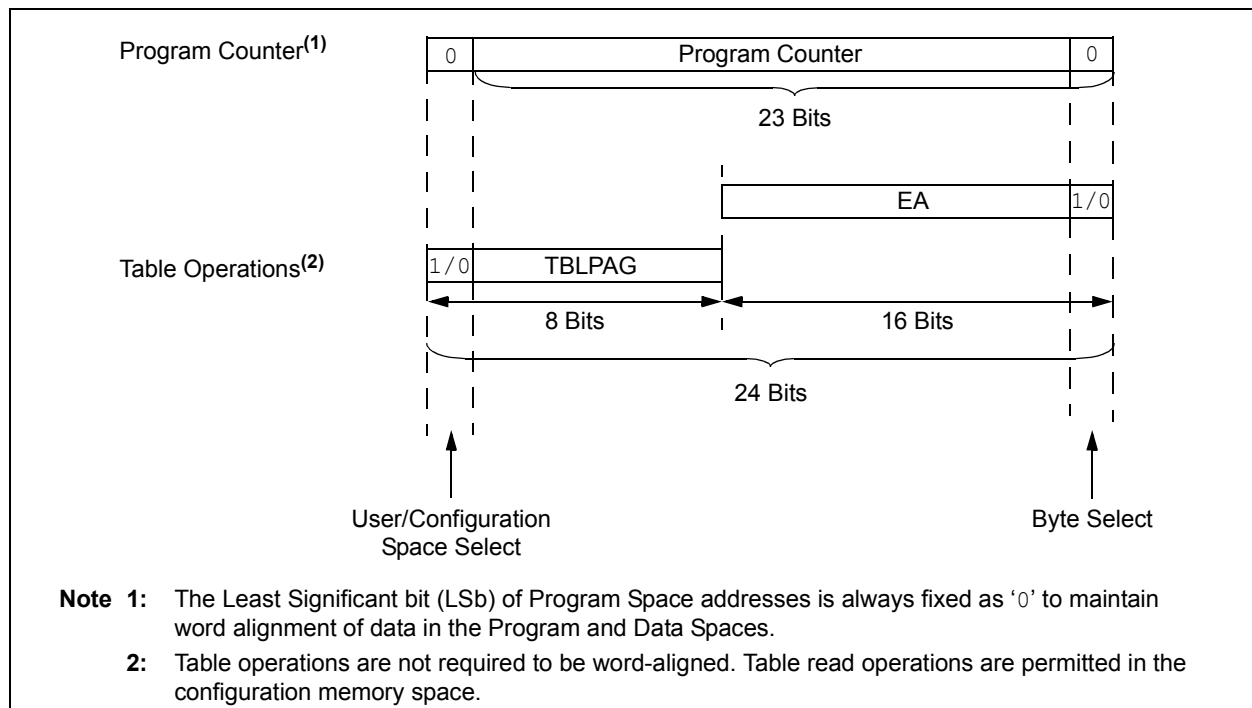 Program Counter(1)
0 Program Counter 0
23 Bits
EA 1/0
Table Operations(2)
1/0 TBLPAG
8 Bits 16 Bits
24 Bits
User/Configuration
Space Select
Byte Select
Note 1: The Least Significant bit (LSb) of Program Space addresses is always fixed as ‘0’ to maintain
word alignment of data in the Program and Data Spaces.
2: Table operations are not required to be word-aligned. Table read operations are permitted in the
configuration memory space.